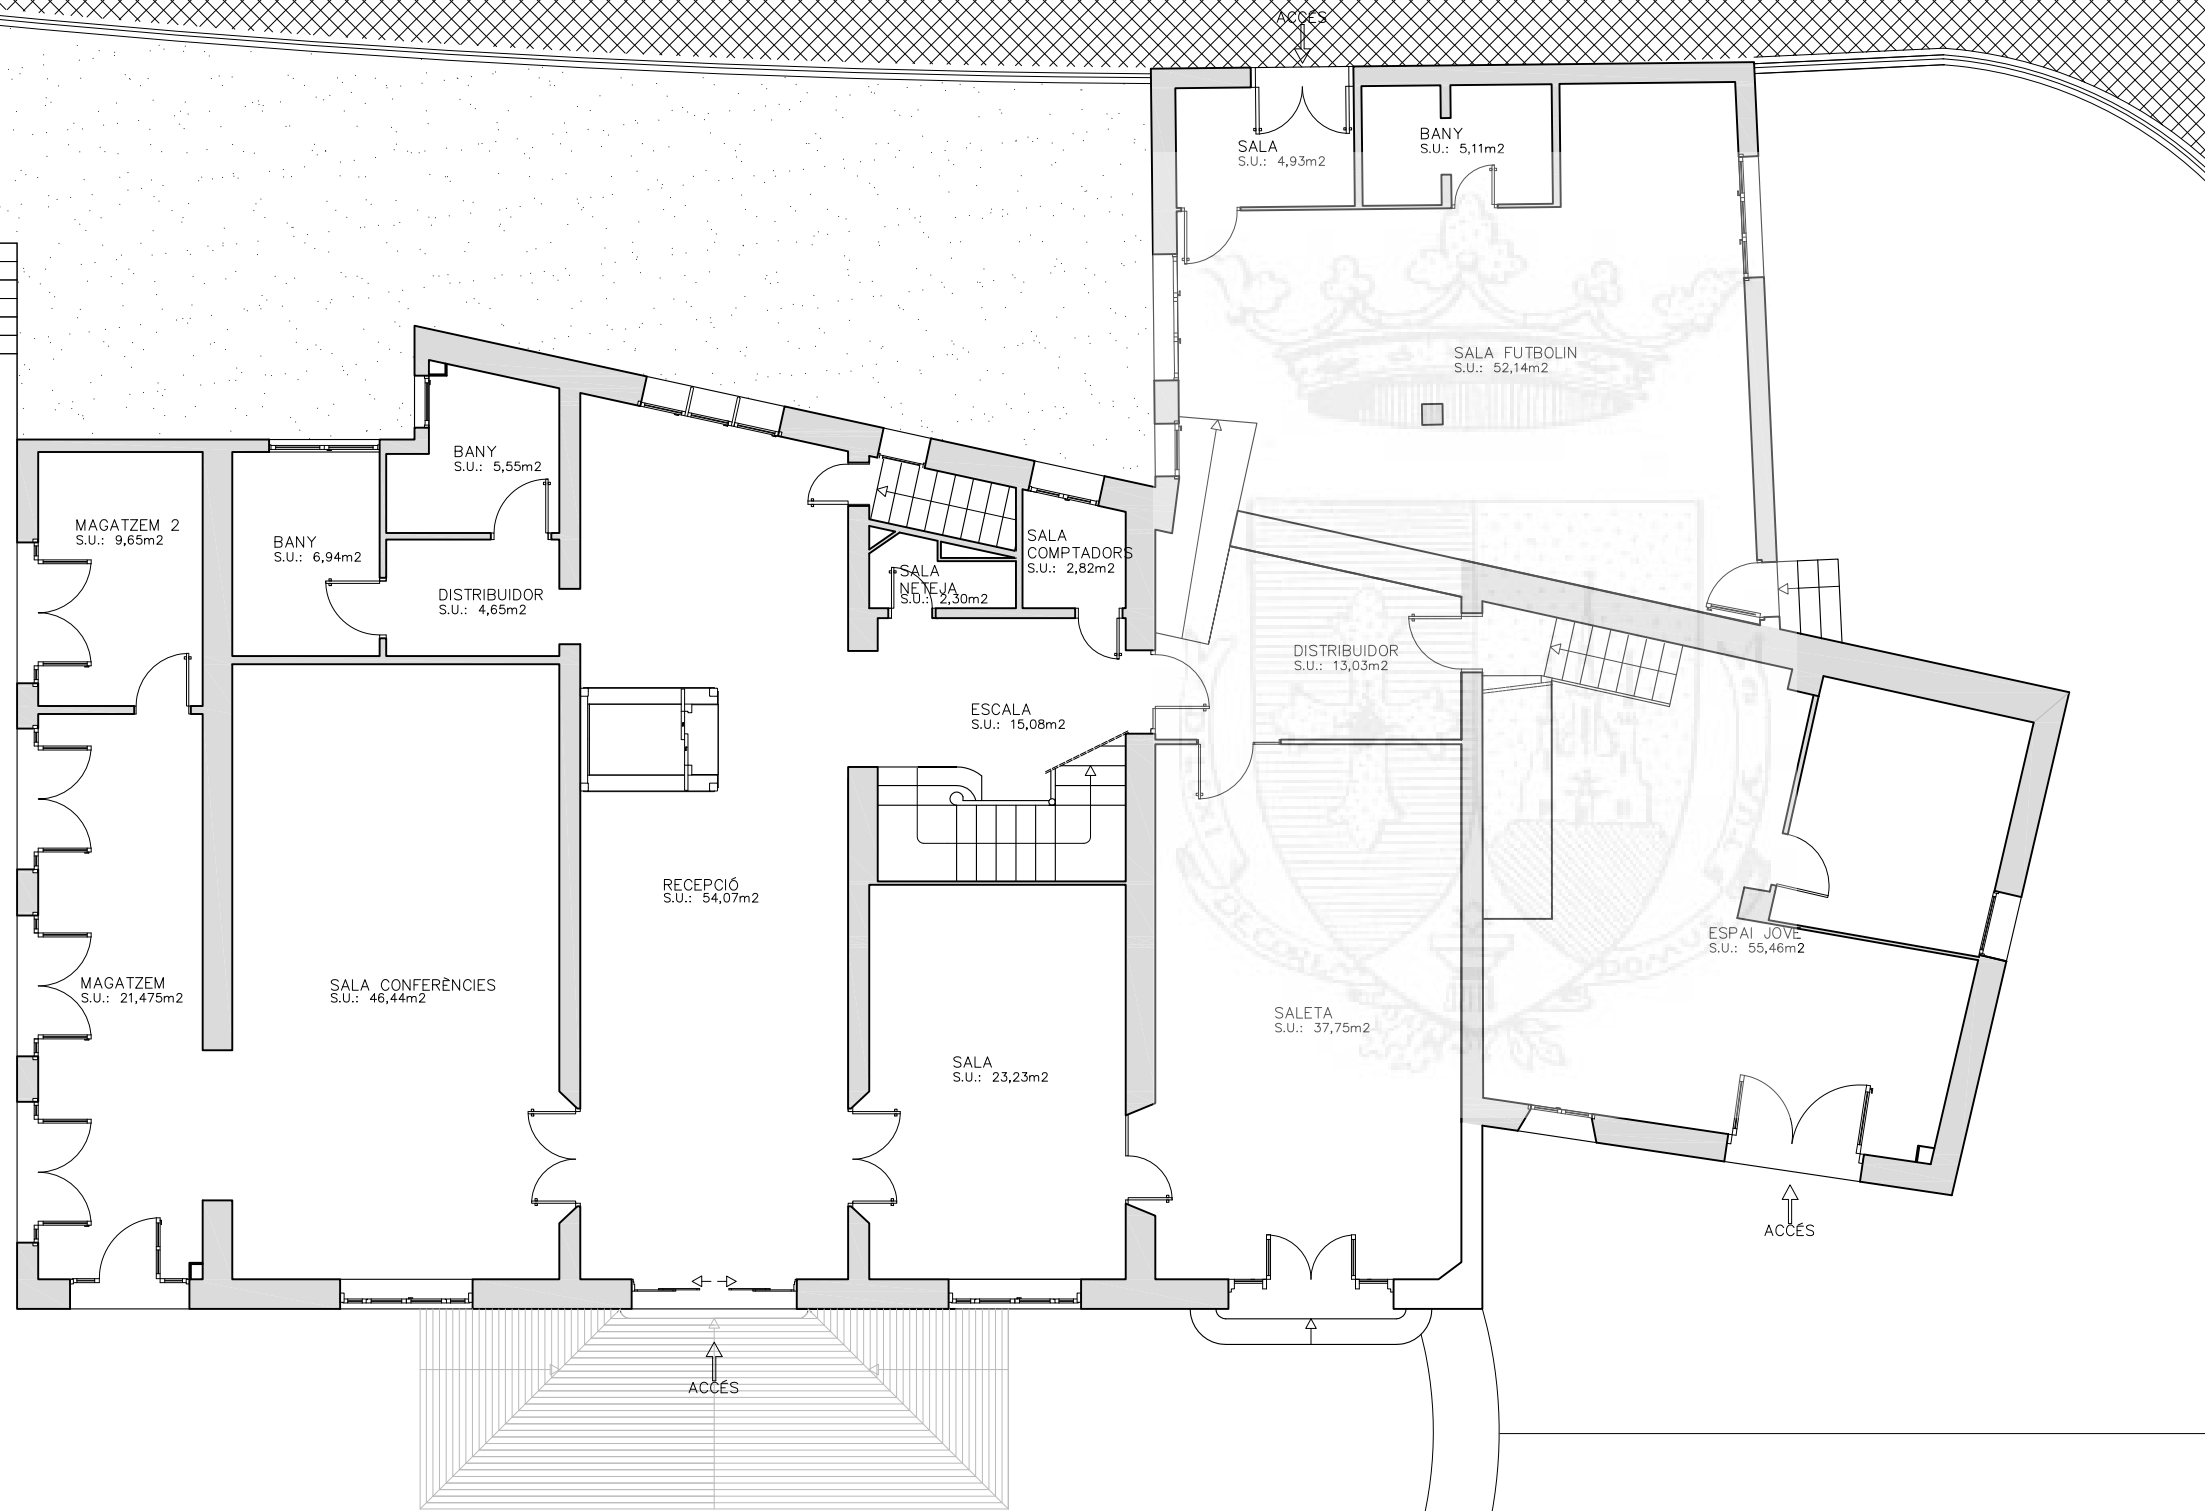 ACCÉS
SALA
S.U.: 4,93m2
BANY
S.U.: 5,11m2
SALA FUTBOLIN
S.U.: 52,14m2
BANY
S.U.: 5,55m2
MAGATZEM 2
S.U.: 9,65m2
BANY
S.U.: 6,94m2
DISTRIBUIDOR
S.U.: 4,65m2
SALA
NETEJA
S.U.: 2,30m2
SALA
COMPTADORS
S.U.: 2,82m2
DISTRIBUIDOR
S.U.: 13,03m2
ESCALA
S.U.: 15,08m2
RECEPCIÓ
S.U.: 54,07m2
ESPAI JOVE
S.U.: 55,46m2
MAGATZEM
S.U.: 21,475m2
SALA CONFERÈNCIES
S.U.: 46,44m2
SALETA
S.U.: 37,75m2
SALA
S.U.: 23,23m2
ACCÉS
ACCÉS